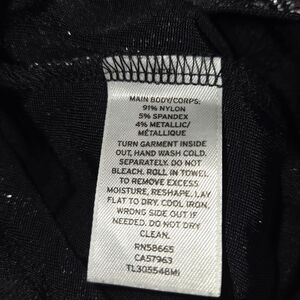 MAIN BODY/CORPS:
91% NYLON
5% SPANDEX
4% METALLIC/
MÉTALLIQUE
TURN GARMENT INSIDE
OUT, HAND WASH COLD.
SEPARATELY. DO NOT
BLEACH. ROLL IN TOWEL
TO REMOVE EXCESS
MOISTURE, RESHAPE. LAY
FLAT TO DRY. COOL IRON,
WRONG SIDE OUT IF
NEEDED. DO NOT DRY
CLEAN.
RN58665
CA57963
TL30554BMI